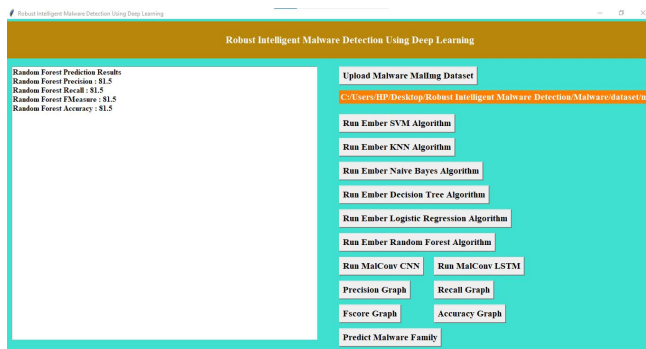 Robust Intelligent Malware Detection Using Deep Learning
Robust Intelligent Malware Detection Using Deep Learning
Random Forest Prediction Results
Random Forest Precision : 81.5
Random Forest Recall : 81.5
Random Forest FMeasure : 81.5
Random Forest Accuracy : 81.5
Upload Malware MalImg Dataset
C:/Users/HP/Desktop/Robust Intelligent Malware Detection/Malware/dataset/m
Run Ember SVM Algorithm
Run Ember KNN Algorithm
Run Ember Naive Bayes Algorithm
Run Ember Decision Tree Algorithm
Run Ember Logistic Regression Algorithm
Run Ember Random Forest Algorithm
Run MalConv CNN Run MalConv LSTM
Precision Graph Recall Graph
Fscore Graph Accuracy Graph
Predict Malware Family